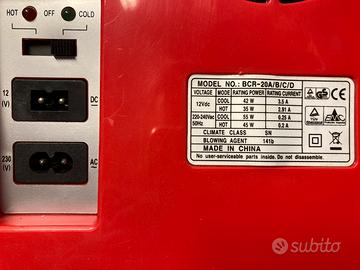 HOT OFF COLD
12 (V) DC
230 (V) AC~
MODEL NO.: BCR-20A/B/C/D
VOLTAGE MODE RATING POWER RATING CURRENT
12Vdc COOL 42 W 3.5 A
HOT 35 W 2.91 A
220-240Vac 50Hz COOL 55 W 0.25 A
HOT 45 W 0.2 A
CLIMATE CLASS SN
BLOWING AGENT 141b
MADE IN CHINA
No user-serviceable parts inside. Do not disassemble.
subito